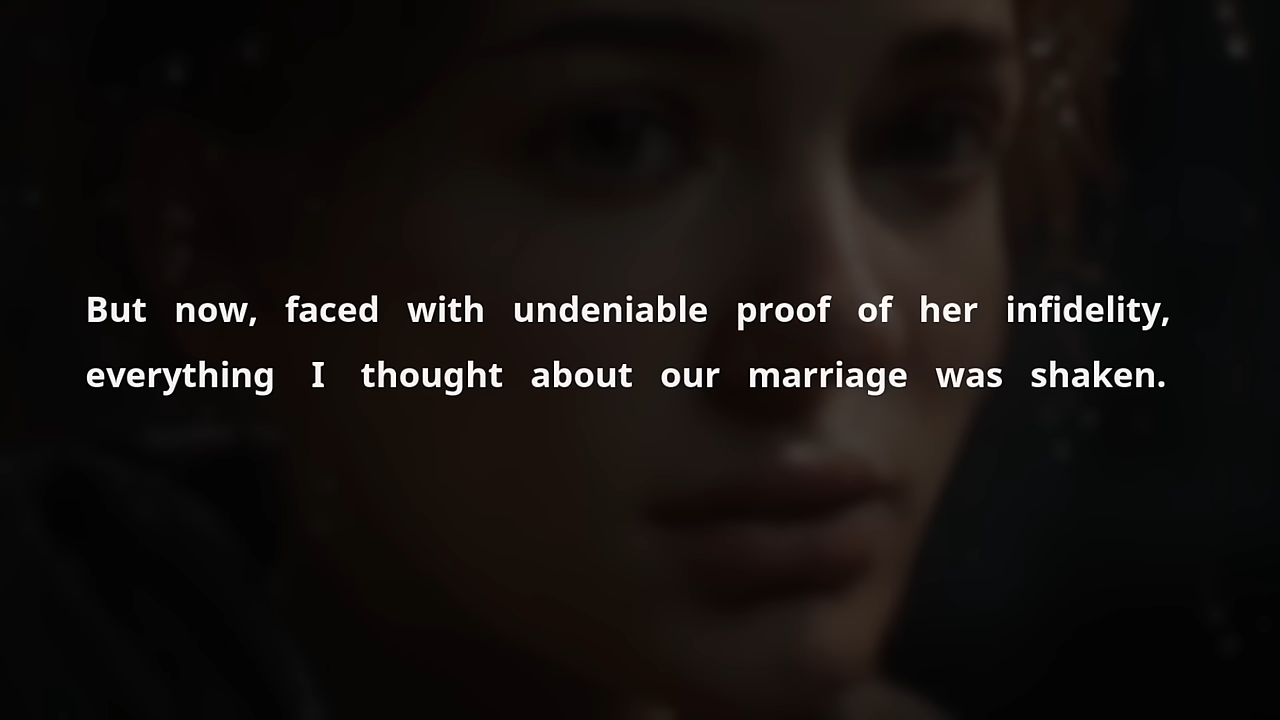 But now, faced with undeniable proof of her infidelity,
everything I thought about our marriage was shaken.